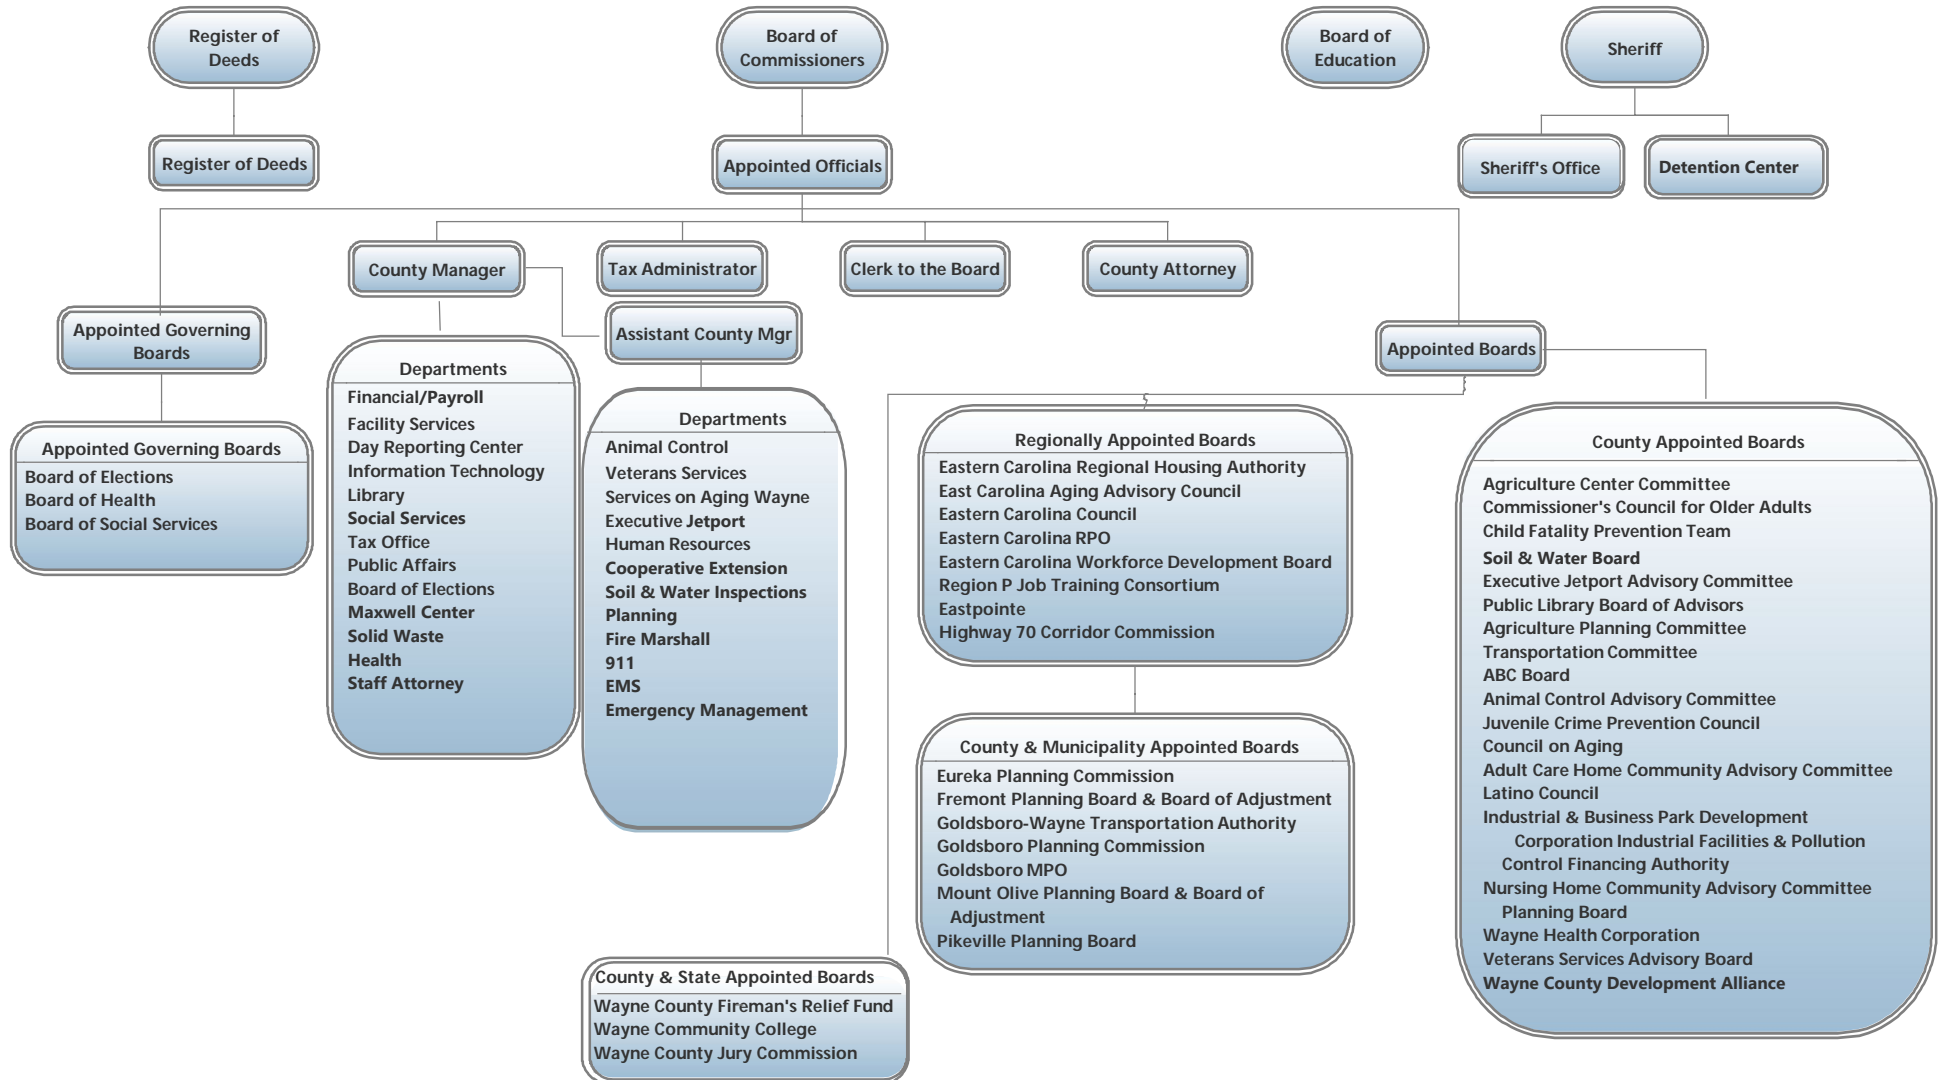 Register of
Deeds
Board of
Commissioners
Board of
Education
Sheriff
Register of Deeds
Appointed Officials
Sheriff's Office
Detention Center
County Manager
Tax Administrator
Clerk to the Board
County Attorney
Appointed Governing
Boards
Assistant County Mgr
Appointed Boards
Appointed Governing Boards
Board of Elections
Board of Health
Board of Social Services
Departments
Financial/Payroll
Facility Services
Day Reporting Center
Information Technology
Library
Social Services
Tax Office
Public Affairs
Board of Elections
Maxwell Center
Solid Waste
Health
Staff Attorney
Departments
Animal Control
Veterans Services
Services on Aging Wayne
Executive Jetport
Human Resources
Cooperative Extension
Soil & Water Inspections
Planning
Fire Marshall
911
EMS
Emergency Management
Regionally Appointed Boards
Eastern Carolina Regional Housing Authority
East Carolina Aging Advisory Council
Eastern Carolina Council
Eastern Carolina RPO
Eastern Carolina Workforce Development Board
Region P Job Training Consortium
Eastpointe
Highway 70 Corridor Commission
County & Municipality Appointed Boards
Eureka Planning Commission
Fremont Planning Board & Board of Adjustment
Goldsboro-Wayne Transportation Authority
Goldsboro Planning Commission
Goldsboro MPO
Mount Olive Planning Board & Board of
Adjustment
Pikeville Planning Board
County & State Appointed Boards
Wayne County Fireman's Relief Fund
Wayne Community College
Wayne County Jury Commission
County Appointed Boards
Agriculture Center Committee
Commissioner's Council for Older Adults
Child Fatality Prevention Team
Soil & Water Board
Executive Jetport Advisory Committee
Public Library Board of Advisors
Agriculture Planning Committee
Transportation Committee
ABC Board
Animal Control Advisory Committee
Juvenile Crime Prevention Council
Council on Aging
Adult Care Home Community Advisory Committee
Latino Council
Industrial & Business Park Development
Corporation Industrial Facilities & Pollution
Control Financing Authority
Nursing Home Community Advisory Committee
Planning Board
Wayne Health Corporation
Veterans Services Advisory Board
Wayne County Development Alliance